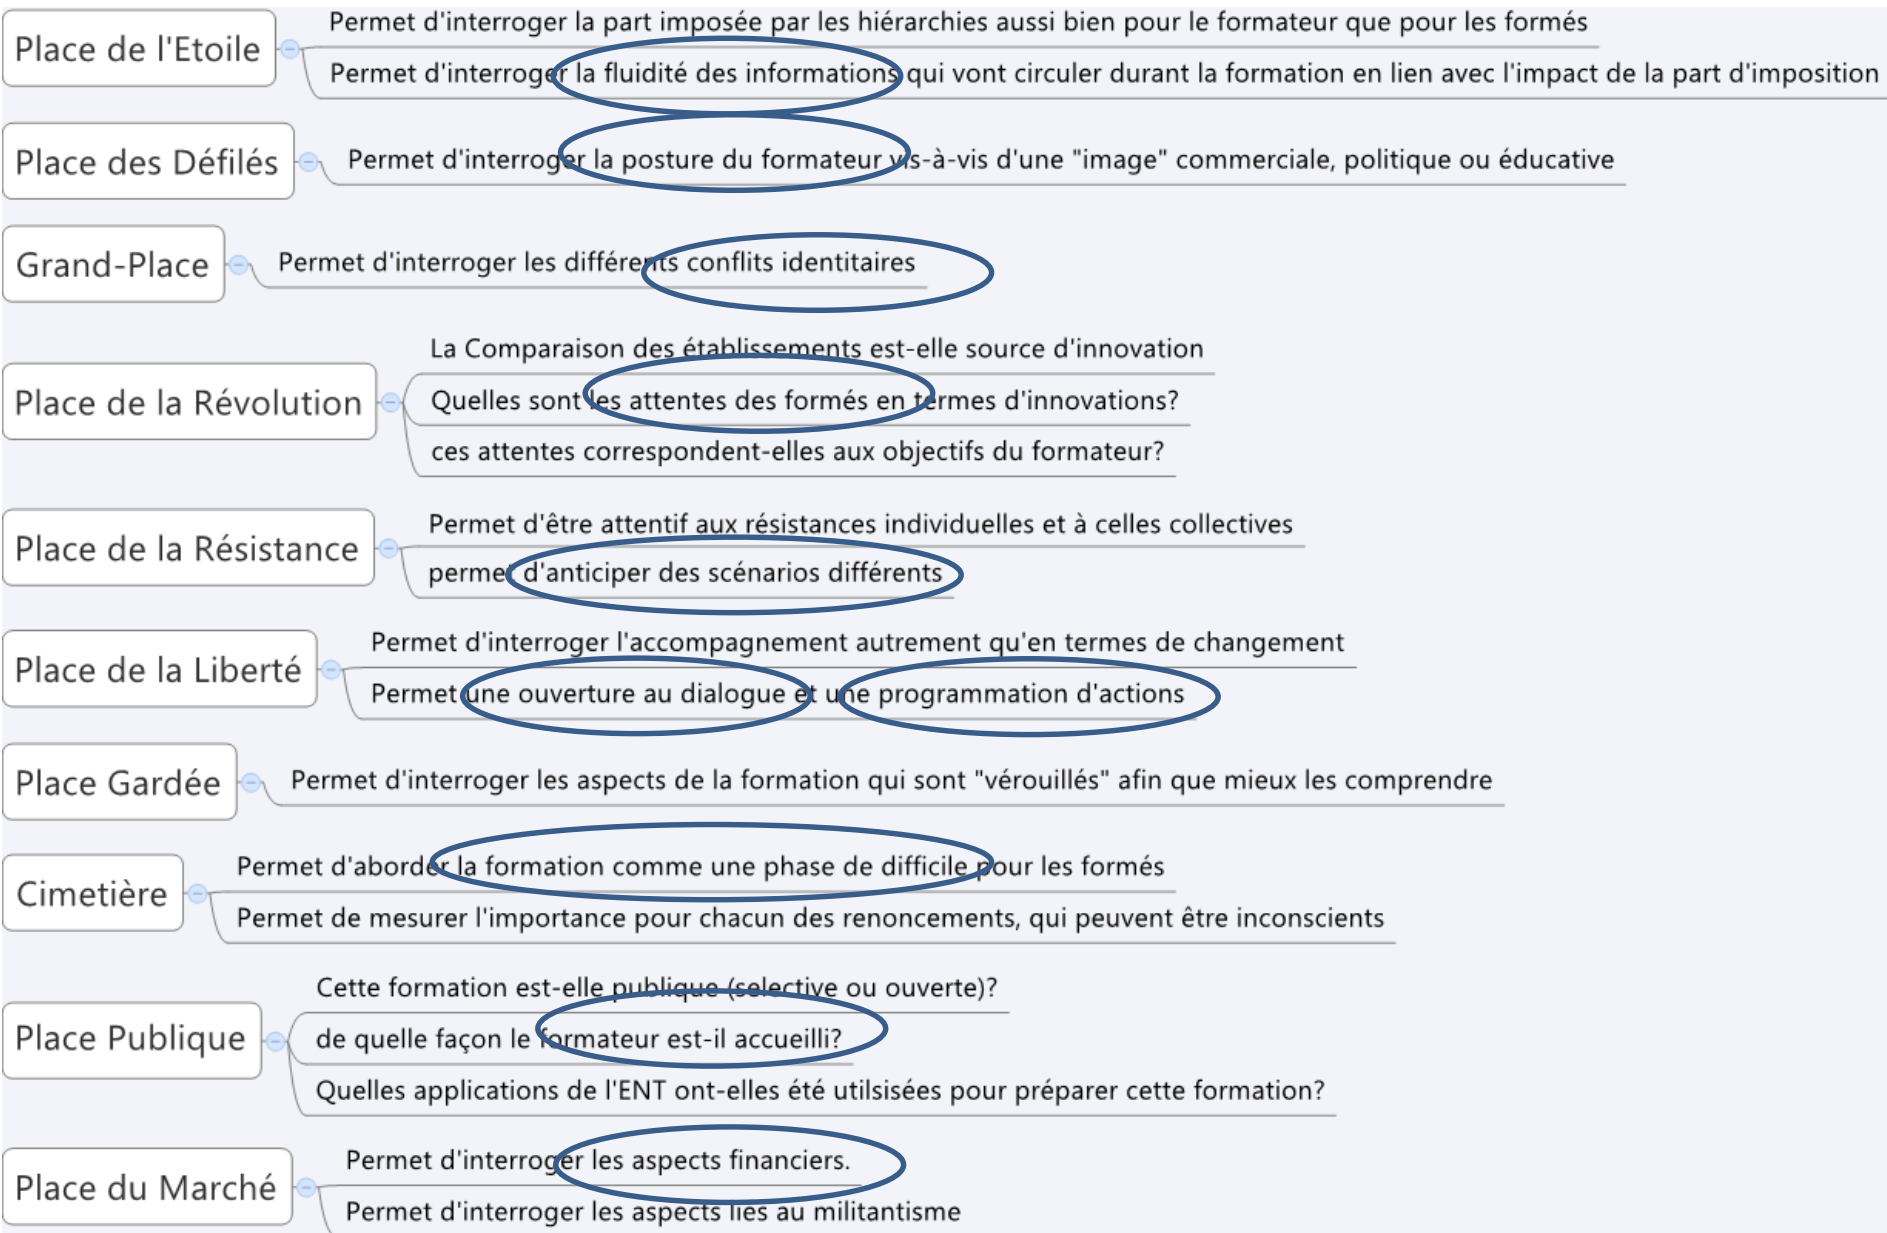 Place de l'Etoile
Permet d'interroger la part imposée par les hiérarchies aussi bien pour le formateur que pour les formés
Permet d'interroger la fluidité des informations qui vont circuler durant la formation en lien avec l'impact de la part d'imposition
Place des Défilés
Permet d'interroger la posture du formateur vis-à-vis d'une "image" commerciale, politique ou éducative
Grand-Place
Permet d'interroger les différents conflits identitaires
Place de la Révolution
La Comparaison des établissements est-elle source d'innovation
Quelles sont les attentes des formés en termes d'innovations?
ces attentes correspondent-elles aux objectifs du formateur?
Place de la Résistance
Permet d'être attentif aux résistances individuelles et à celles collectives
permet d'anticiper des scénarios différents
Place de la Liberté
Permet d'interroger l'accompagnement autrement qu'en termes de changement
Permet une ouverture au dialogue et une programmation d'actions
Place Gardée
Permet d'interroger les aspects de la formation qui sont "vérouillés" afin que mieux les comprendre
Cimetière
Permet d'aborder la formation comme une phase de difficile pour les formés
Permet de mesurer l'importance pour chacun des renoncements, qui peuvent être inconscients
Place Publique
Cette formation est-elle publique (selective ou ouverte)?
de quelle façon le formateur est-il accueilli?
Quelles applications de l'ENT ont-elles été utilsisées pour préparer cette formation?
Place du Marché
Permet d'interroger les aspects financiers.
Permet d'interroger les aspects liés au militantisme